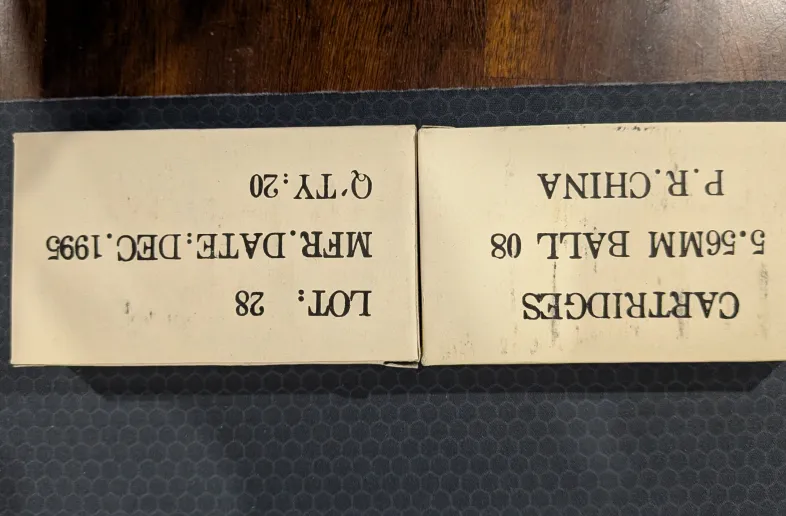 CARTRIDGES
5.56MM BALL 08
P.R.CHINA
LOT: 28
MFR.DATE:DEC.1995
Q'TY:20